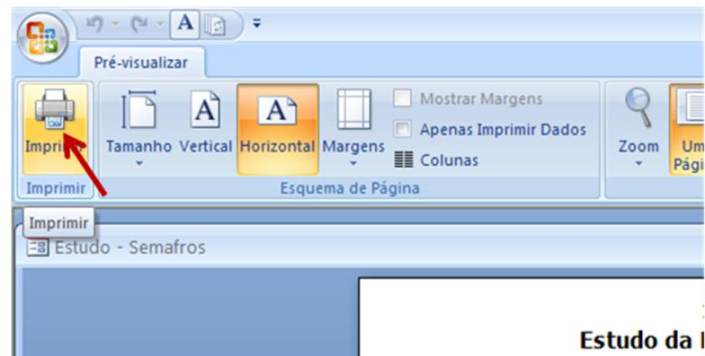 A
Pré-visualizar
Mostrar Margens
A
A
Apenas Imprimir Dados
Tamanho Vertical Horizontal Margens
Zoom
Colunas
Imprimir
Esquema de Página
Imprimir
Estudo - Semafros
Estudo da